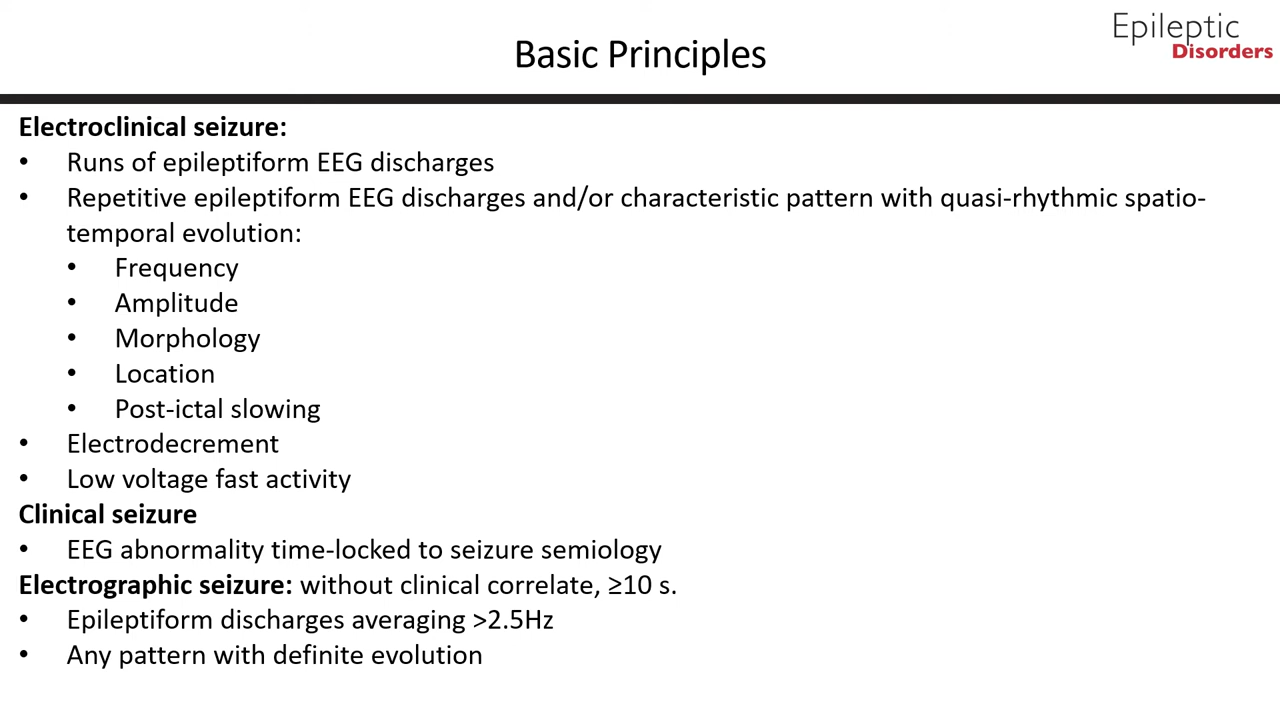 Basic Principles
Epileptic
Disorders
Electroclinical seizure:
• Runs of epileptiform EEG discharges
• Repetitive epileptiform EEG discharges and/or characteristic pattern with quasi-rhythmic spatio-
temporal evolution:
• Frequency
• Amplitude
• Morphology
• Location
• Post-ictal slowing
• Electrodecrement
• Low voltage fast activity
Clinical seizure
• EEG abnormality time-locked to seizure semiology
Electrographic seizure: without clinical correlate, ≥10 s.
• Epileptiform discharges averaging >2.5Hz
• Any pattern with definite evolution